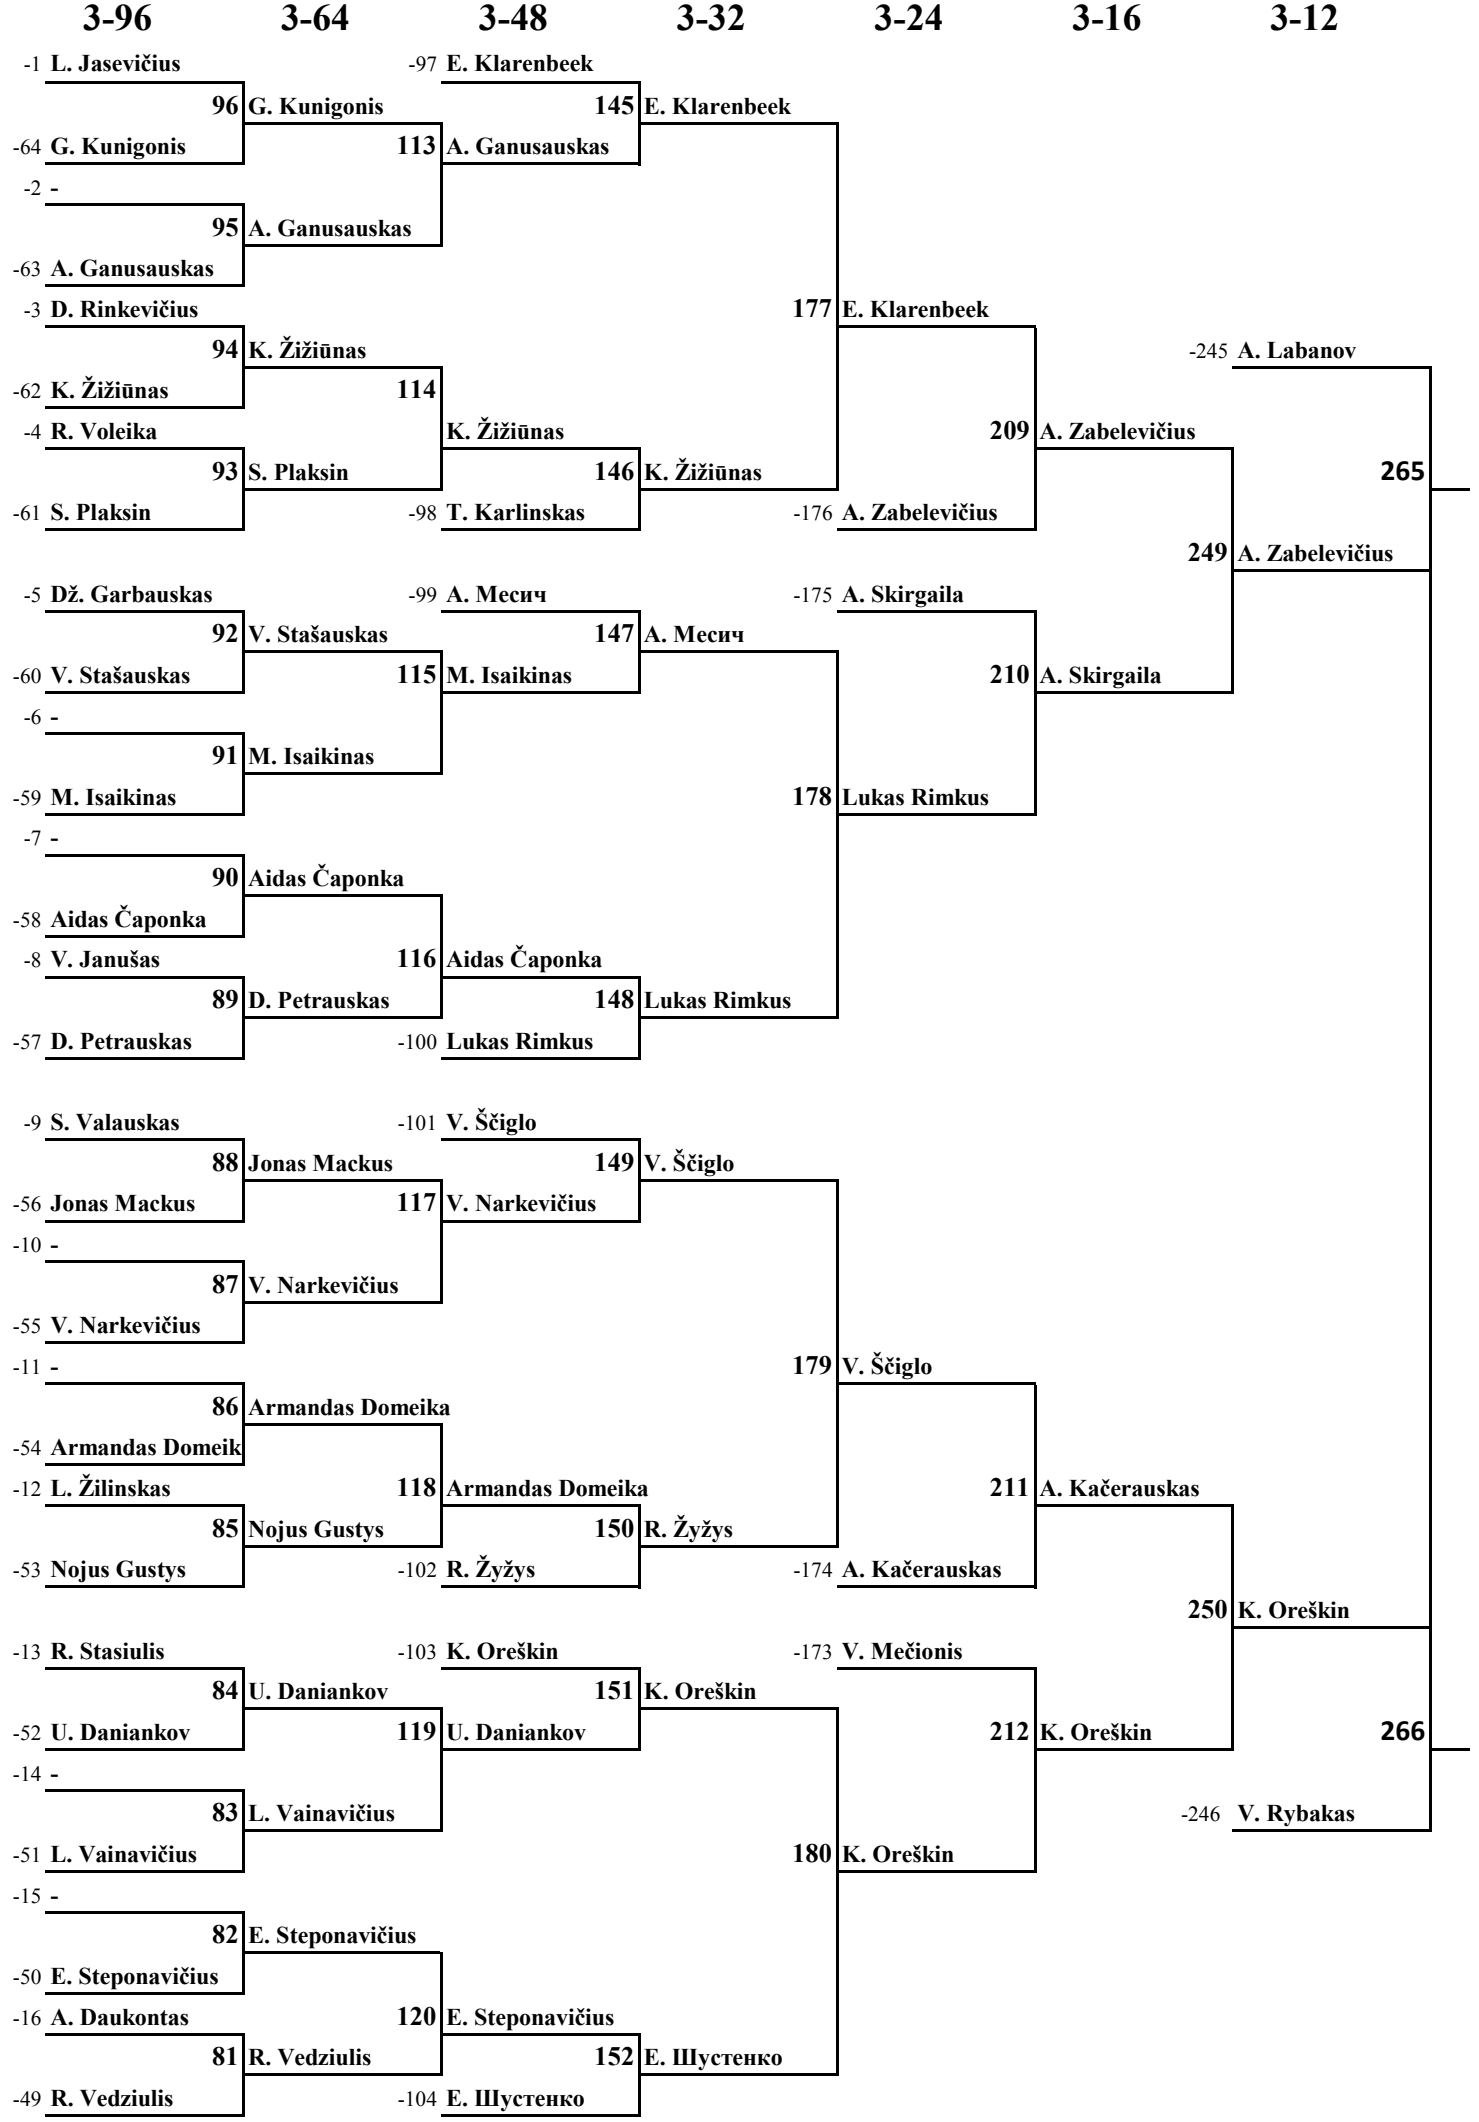 3-96 3-64 3-48 3-32 3-24 3-16 3-12
-1 L. Jasevičius -97 E. Klarenbeek
96 G. Kunigonis 145 E. Klarenbeek
-64 G. Kunigonis 113 A. Ganusauskas
-2 -
95 A. Ganusauskas
-63 A. Ganusauskas
-3 D. Rinkevičius 177 E. Klarenbeek
94 K. Žižiūnas -245 A. Labanov
-62 K. Žižiūnas 114
-4 R. Voleika K. Žižiūnas 209 A. Zabelevičius
93 S. Plaksin 146 K. Žižiūnas 265
-61 S. Plaksin -98 T. Karlinskas -176 A. Zabelevičius
249 A. Zabelevičius
-5 Dž. Garbauskas -99 А. Месич -175 A. Skirgaila
92 V. Stašauskas 147 А. Месич
-60 V. Stašauskas 115 M. Isaikinas 210 A. Skirgaila
-6 -
91 M. Isaikinas
-59 M. Isaikinas 178 Lukas Rimkus
-7 -
90 Aidas Čaponka
-58 Aidas Čaponka
-8 V. Janušas 116 Aidas Čaponka
89 D. Petrauskas 148 Lukas Rimkus
-57 D. Petrauskas -100 Lukas Rimkus
-9 S. Valauskas -101 V. Ščiglo
88 Jonas Mackus 149 V. Ščiglo
-56 Jonas Mackus 117 V. Narkevičius
-10 -
87 V. Narkevičius
-55 V. Narkevičius
-11 - 179 V. Ščiglo
86 Armandas Domeika
-54 Armandas Domeik
-12 L. Žilinskas 118 Armandas Domeika 211 A. Kačerauskas
85 Nojus Gustys 150 R. Žyžys
-53 Nojus Gustys -102 R. Žyžys -174 A. Kačerauskas
250 K. Oreškin
-13 R. Stasiulis -103 K. Oreškin -173 V. Mečionis
84 U. Daniankov 151 K. Oreškin
-52 U. Daniankov 119 U. Daniankov 212 K. Oreškin 266
-14 -
83 L. Vainavičius -246 V. Rybakas
-51 L. Vainavičius 180 K. Oreškin
-15 -
82 E. Steponavičius
-50 E. Steponavičius
-16 A. Daukontas 120 E. Steponavičius
81 R. Vedziulis 152 Е. Шустенко
-49 R. Vedziulis -104 Е. Шустенко